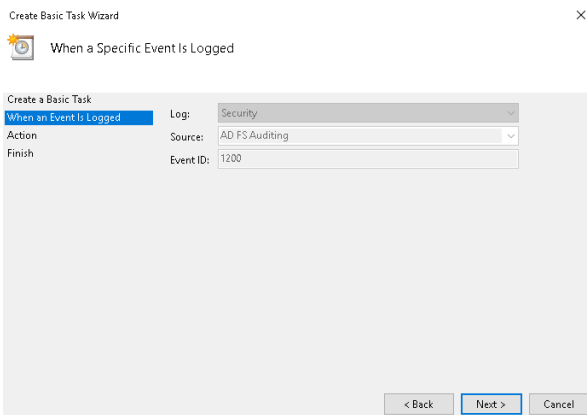 Create Basic Task Wizard
When a Specific Event Is Logged
Create a Basic Task
When an Event Is Logged
Action
Finish
Log: Security
Source: AD FS Auditing
Event ID: 1200
< Back Next > Cancel